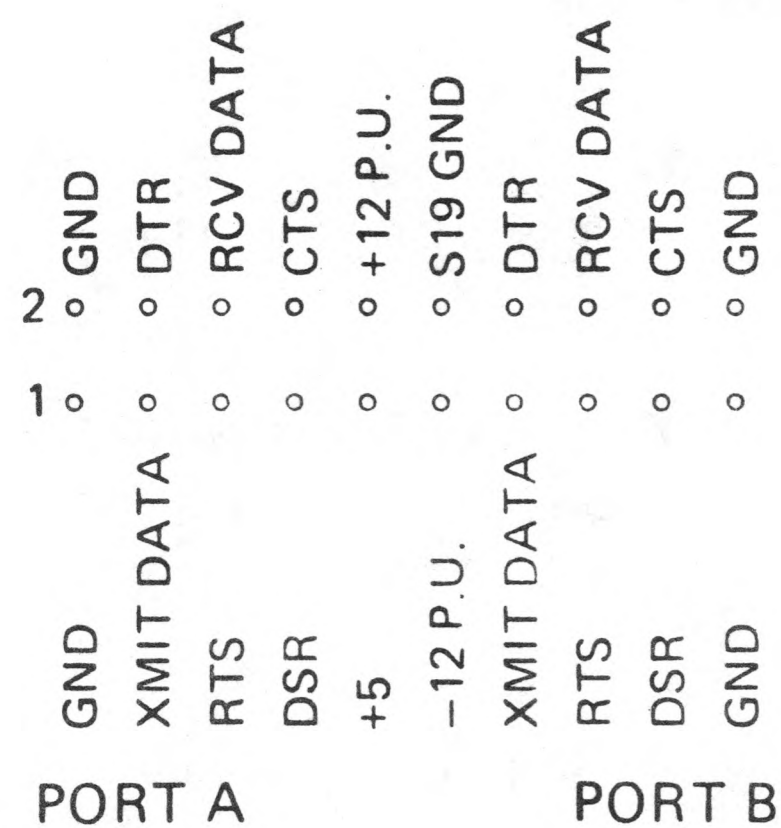 GND
DTR
RCV DATA
CTS
+12 P.U.
S19 GND
DTR
RCV DATA
CTS
GND
2
1
GND
XMIT DATA
RTS
DSR
+5
−12 P.U.
XMIT DATA
RTS
DSR
GND
PORT A
PORT B